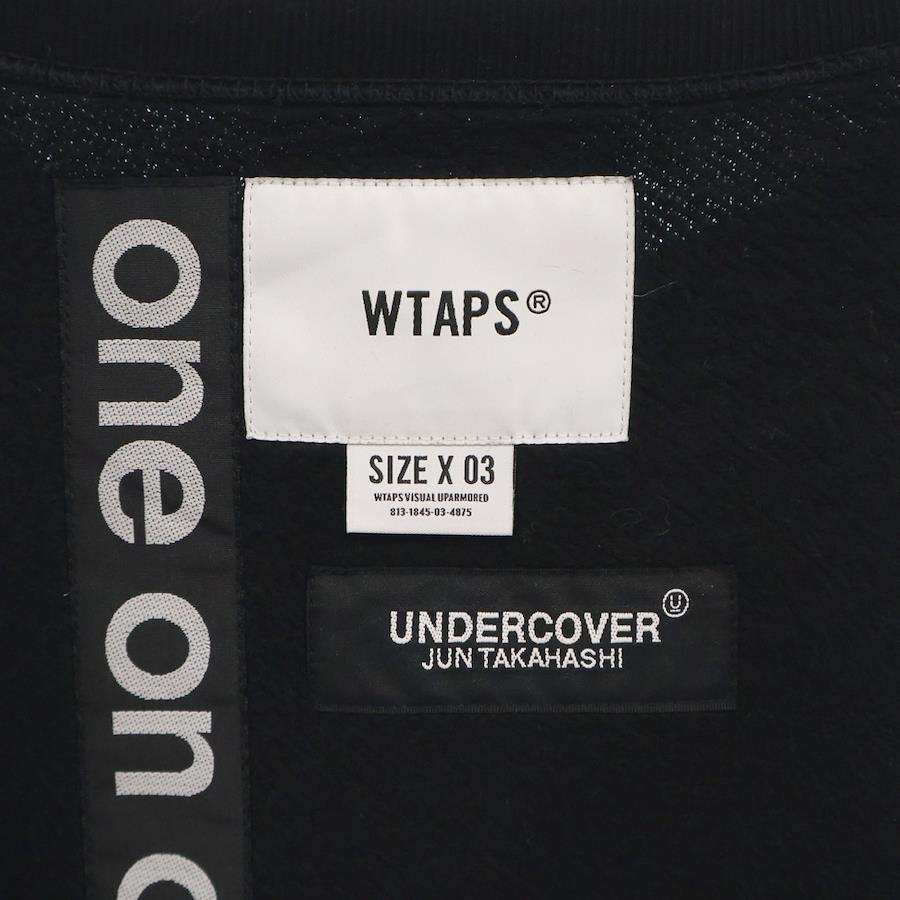 one on
WTAPS®
SIZE X 03
WTAPS VISUAL UPARMORED
813-1845-03-4875
UNDERCOVER Ⓤ
JUN TAKAHASHI